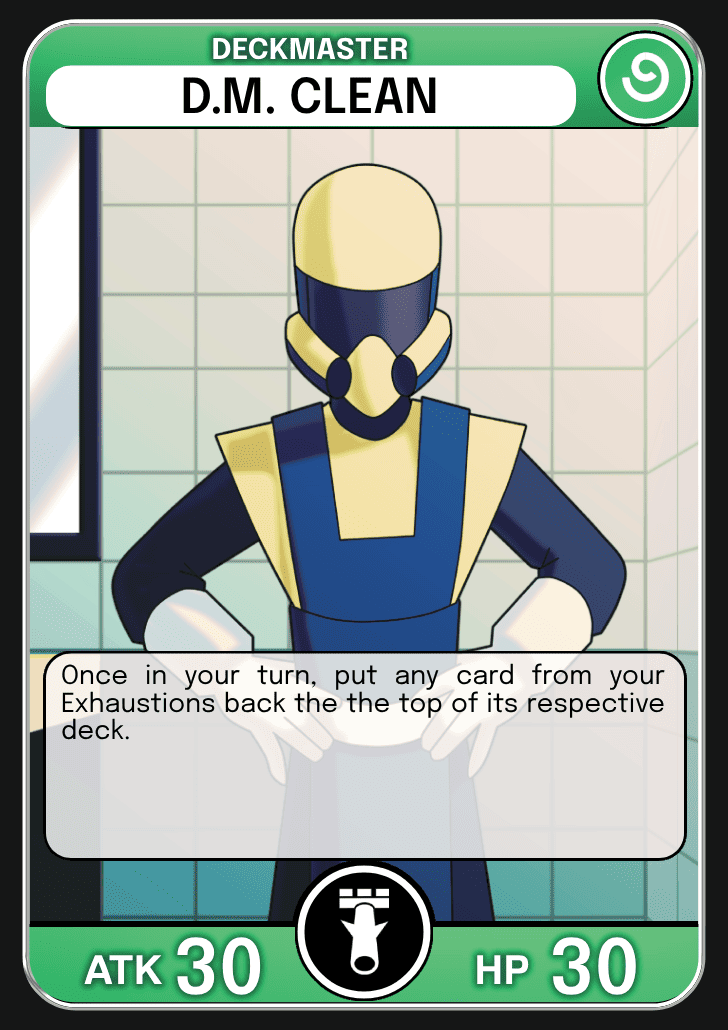 DECKMASTER
D.M. CLEAN
Once in your turn, put any card from your
Exhaustions back the the top of its respective
deck.
ATK 30
HP 30